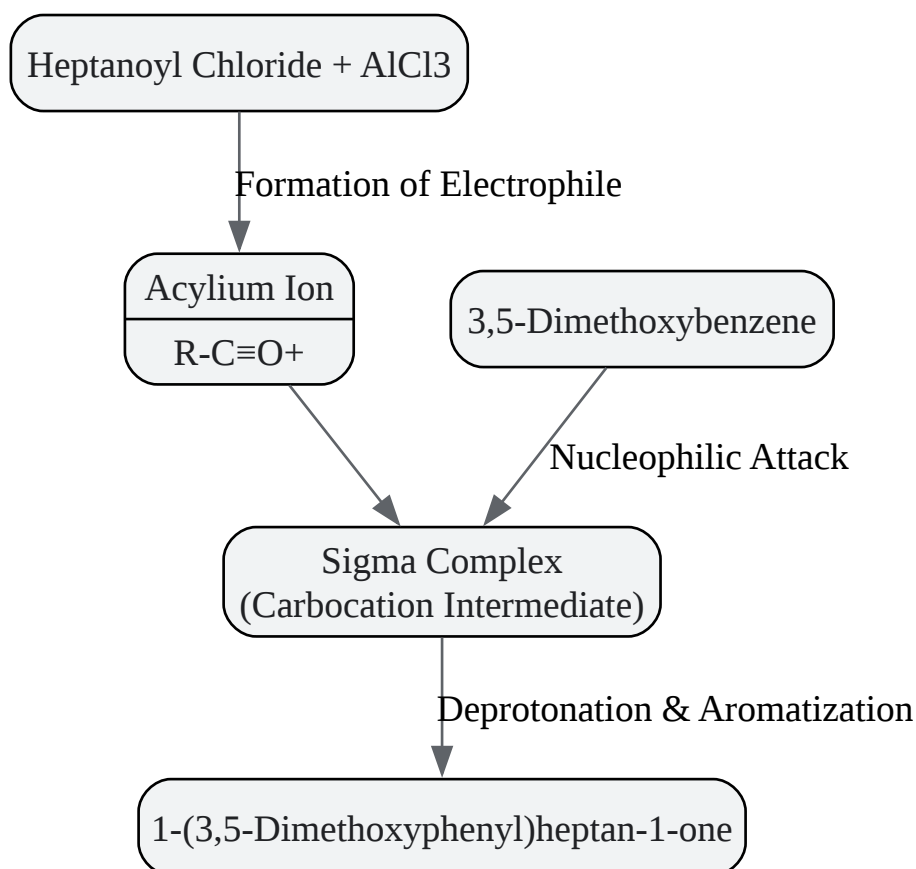 Heptanoyl Chloride + AlCl3
Formation of Electrophile
Acylium Ion
R-C≡O+
3,5-Dimethoxybenzene
Nucleophilic Attack
Sigma Complex
(Carbocation Intermediate)
Deprotonation & Aromatization
1-(3,5-Dimethoxyphenyl)heptan-1-one